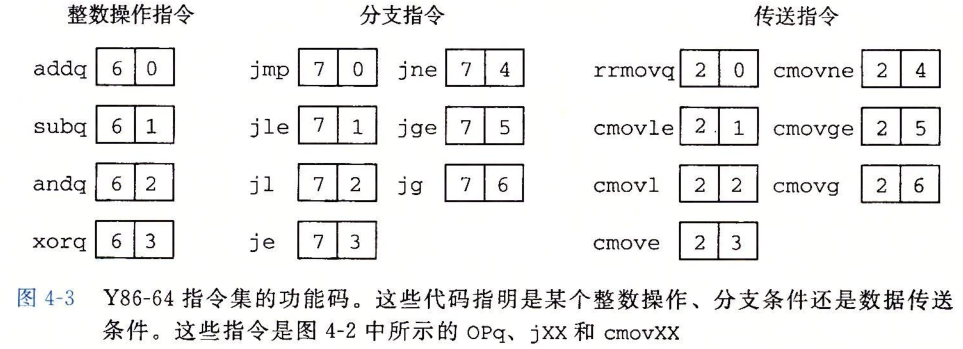 整数操作指令 分支指令 传送指令
addq 6 0 jmp 7 0 jne 7 4 rrmovq 2 0 cmovne 2 4
subq 6 1 jle 7 1 jge 7 5 cmovle 2 1 cmovge 2 5
andq 6 2 jl 7 2 jg 7 6 cmovl 2 2 cmovg 2 6
xorq 6 3 je 7 3 cmove 2 3
图 4-3 Y86-64 指令集的功能码。这些代码指明是某个整数操作、分支条件还是数据传送
条件。这些指令是图 4-2 中所示的 OPq、jXX 和 cmovXX